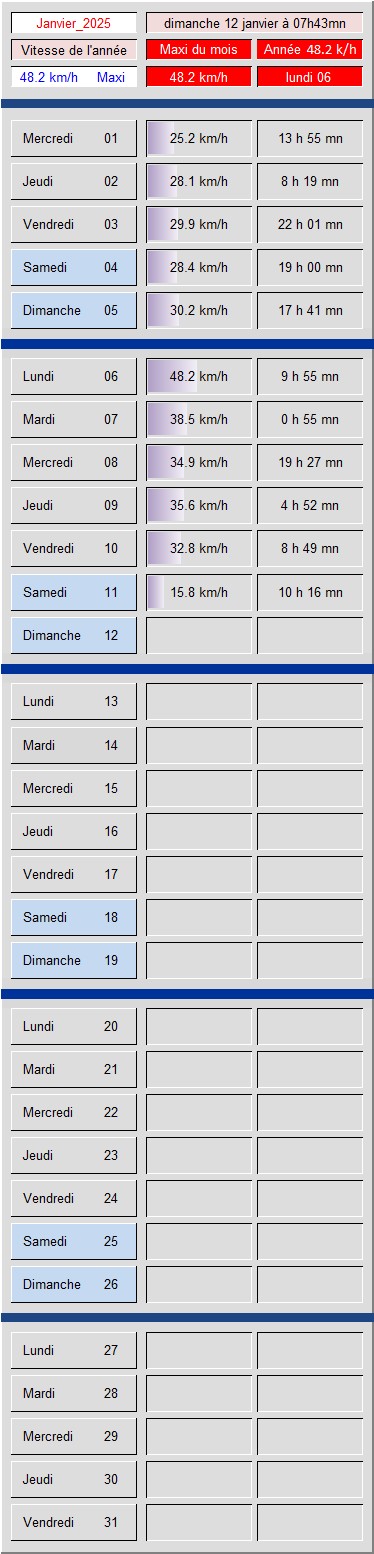 Janvier_2025 dimanche 12 janvier à 07h43mn
Vitesse de l'année Maxi du mois Année 48.2 k/h
48.2 km/h Maxi 48.2 km/h lundi 06
Mercredi 01 25.2 km/h 13 h 55 mn
Jeudi 02 28.1 km/h 8 h 19 mn
Vendredi 03 29.9 km/h 22 h 01 mn
Samedi 04 28.4 km/h 19 h 00 mn
Dimanche 05 30.2 km/h 17 h 41 mn
Lundi 06 48.2 km/h 9 h 55 mn
Mardi 07 38.5 km/h 0 h 55 mn
Mercredi 08 34.9 km/h 19 h 27 mn
Jeudi 09 35.6 km/h 4 h 52 mn
Vendredi 10 32.8 km/h 8 h 49 mn
Samedi 11 15.8 km/h 10 h 16 mn
Dimanche 12
Lundi 13
Mardi 14
Mercredi 15
Jeudi 16
Vendredi 17
Samedi 18
Dimanche 19
Lundi 20
Mardi 21
Mercredi 22
Jeudi 23
Vendredi 24
Samedi 25
Dimanche 26
Lundi 27
Mardi 28
Mercredi 29
Jeudi 30
Vendredi 31